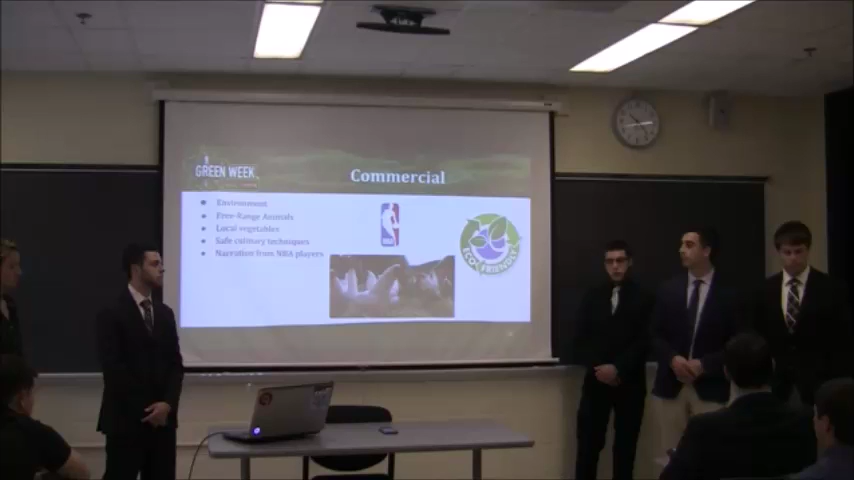 GREEN WEEK
Commercial
Environment
Free-Range Animals
Local vegetables
Safe culinary techniques
Narration from NBA players
NBA
ECO FRIENDLY